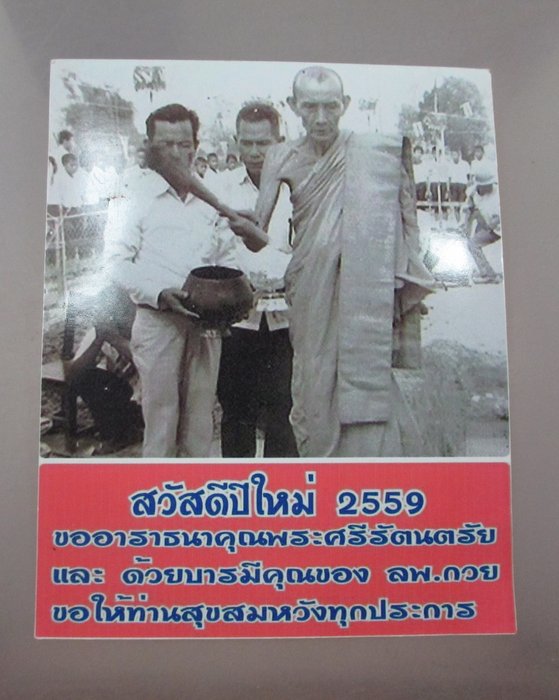 สวัสดีปีใหม่ 2559
ขออาราธนาคุณพระศรีรัตนตรัย
และ ด้วยบารมีคุณของ ลพ.กวย
ขอให้ท่านสุขสมหวังทุกประการ